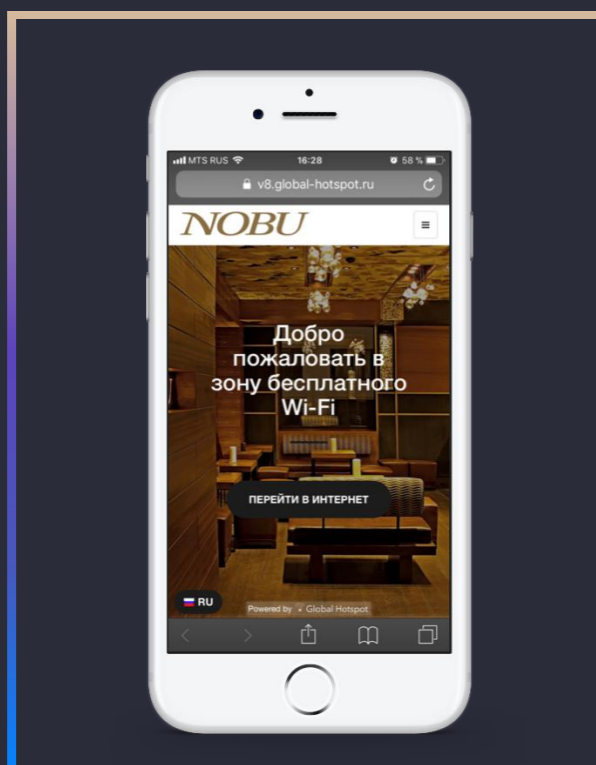 MTS RUS 16:28 58 %
v8.global-hotspot.ru
NOBU
Добро
пожаловать в
зону бесплатного
Wi-Fi
ПЕРЕЙТИ В ИНТЕРНЕТ
RU
Powered by Global Hotspot